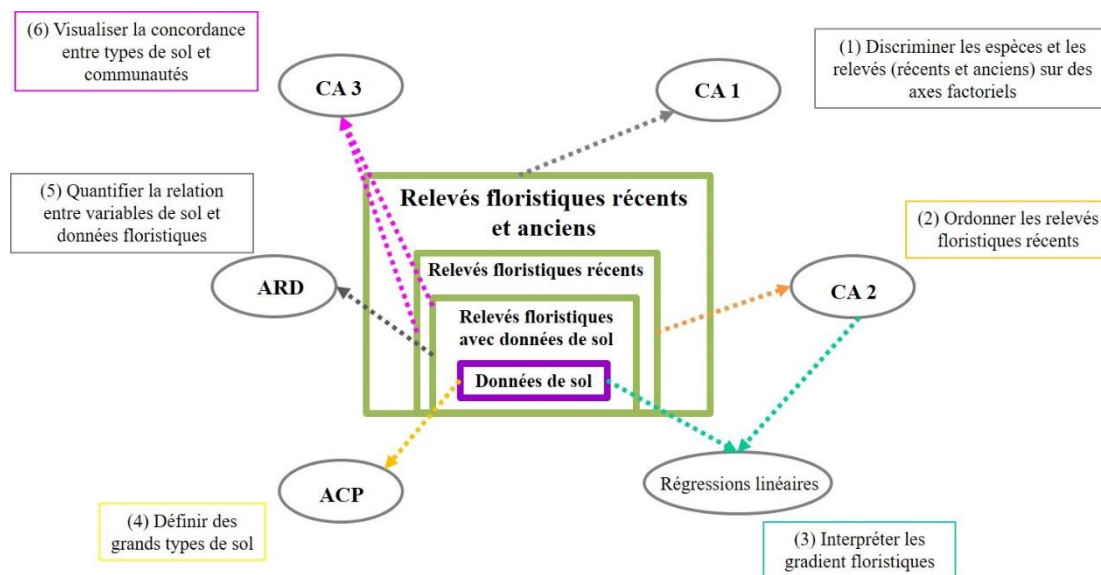 (6) Visualiser la concordance
entre types de sol et
communautés
CA 3
CA 1
(1) Discriminer les espèces et les
relevés (récents et anciens) sur des
axes factoriels
(5) Quantifier la relation
entre variables de sol et
données floristiques
Relevés floristiques récents
et anciens
(2) Ordonner les relevés
floristiques récents
Relevés floristiques récents
ARD
CA 2
Relevés floristiques
avec données de sol
Données de sol
ACP
Régressions linéaires
(4) Définir des
grands types de sol
(3) Interpréter les
gradient floristiques